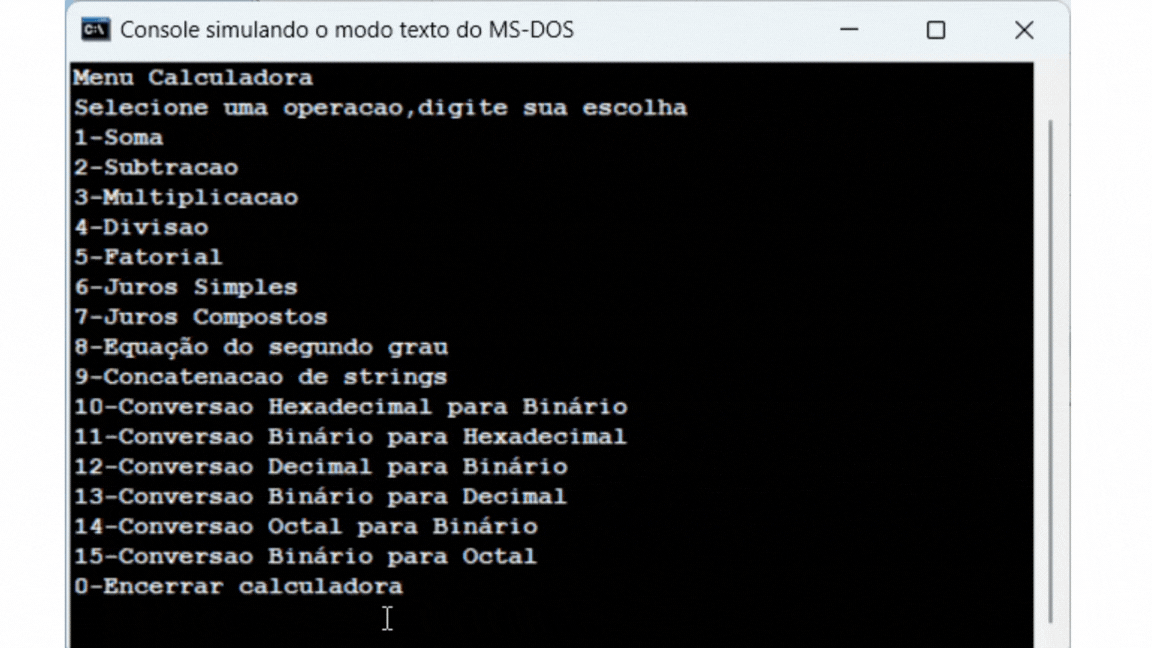 Console simulando o modo texto do MS-DOS
Menu Calculadora
Selecione uma operacao,digite sua escolha
1-Soma
2-Subtracao
3-Multiplicacao
4-Divisao
5-Fatorial
6-Juros Simples
7-Juros Compostos
8-Equação do segundo grau
9-Concatenacao de strings
10-Conversao Hexadecimal para Binário
11-Conversao Binário para Hexadecimal
12-Conversao Decimal para Binário
13-Conversao Binário para Decimal
14-Conversao Octal para Binário
15-Conversao Binário para Octal
0-Encerrar calculadora